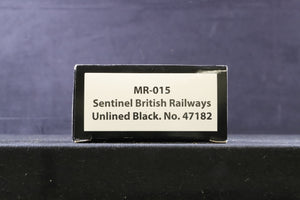 MR-015
Sentinel British Railways
Unlined Black. No. 47182